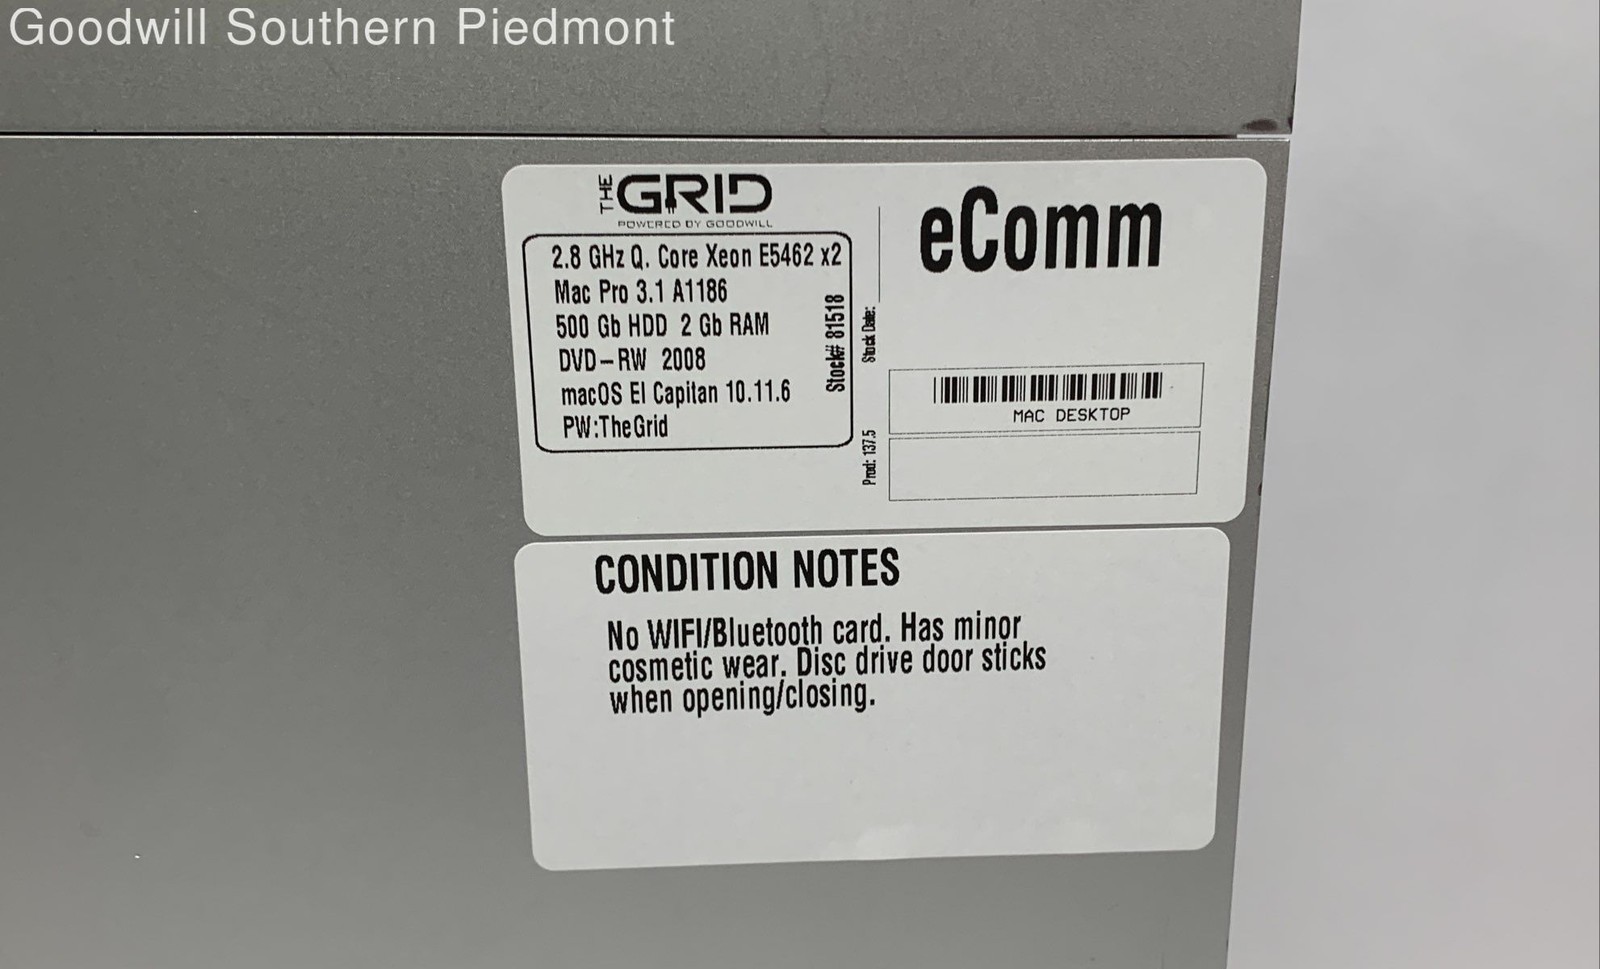 Goodwill Southern Piedmont
THE GRID
POWERED BY GOODWILL
2.8 GHz Q. Core Xeon E5462 x2
Mac Pro 3.1 A1186
500 Gb HDD 2 Gb RAM
DVD-RW 2008
macOS El Capitan 10.11.6
PW:TheGrid
Stock# 81518
Stock Date:
Prod: 137.5
eComm
MAC DESKTOP
CONDITION NOTES
No WIFI/Bluetooth card. Has minor
cosmetic wear. Disc drive door sticks
when opening/closing.